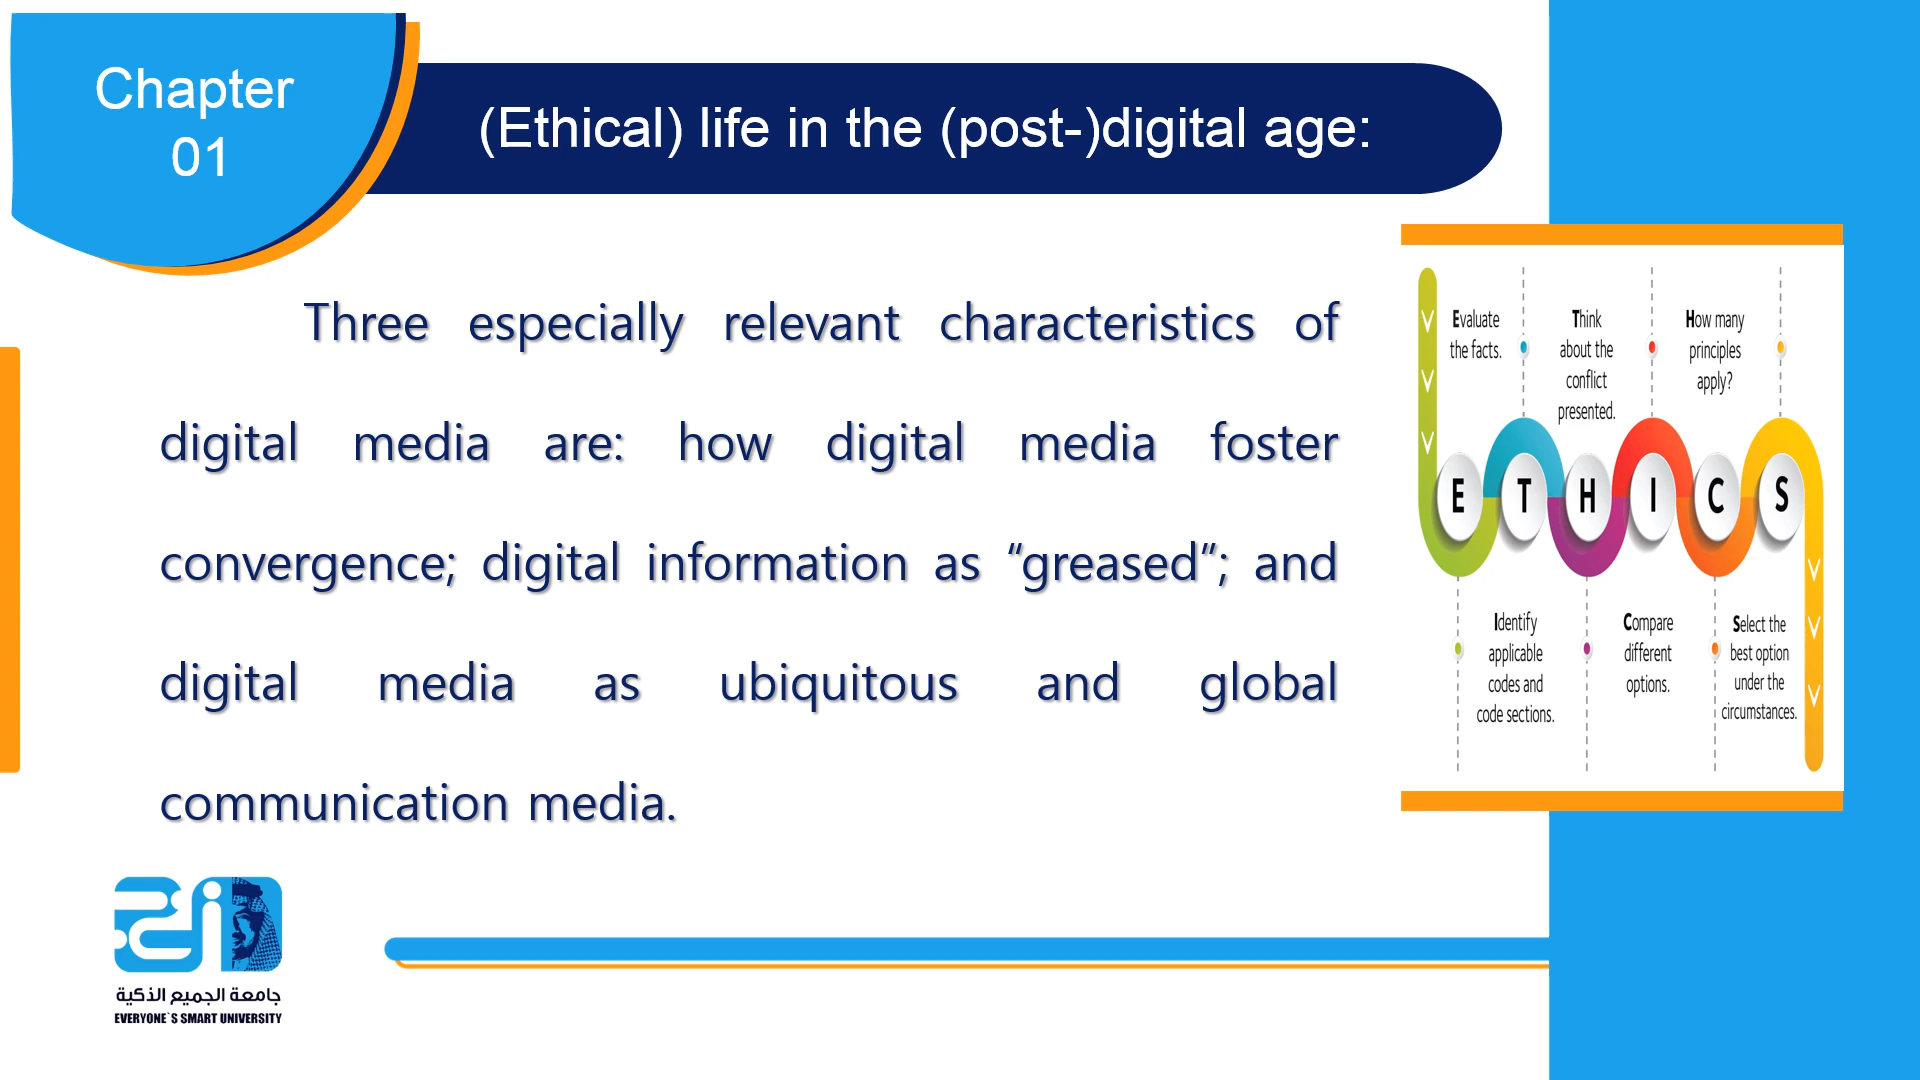 Chapter
01
(Ethical) life in the (post-)digital age:
Three especially relevant characteristics of
digital media are: how digital media foster
convergence; digital information as “greased”; and
digital media as ubiquitous and global
communication media.
Evaluate
the facts.
Think
about the
conflict
presented.
How many
principles
apply?
E T H I C S
Identify
applicable
codes and
code sections.
Compare
different
options.
Select the
best option
under the
circumstances.
جامعة الجميع الذكية
EVERYONE`S SMART UNIVERSITY